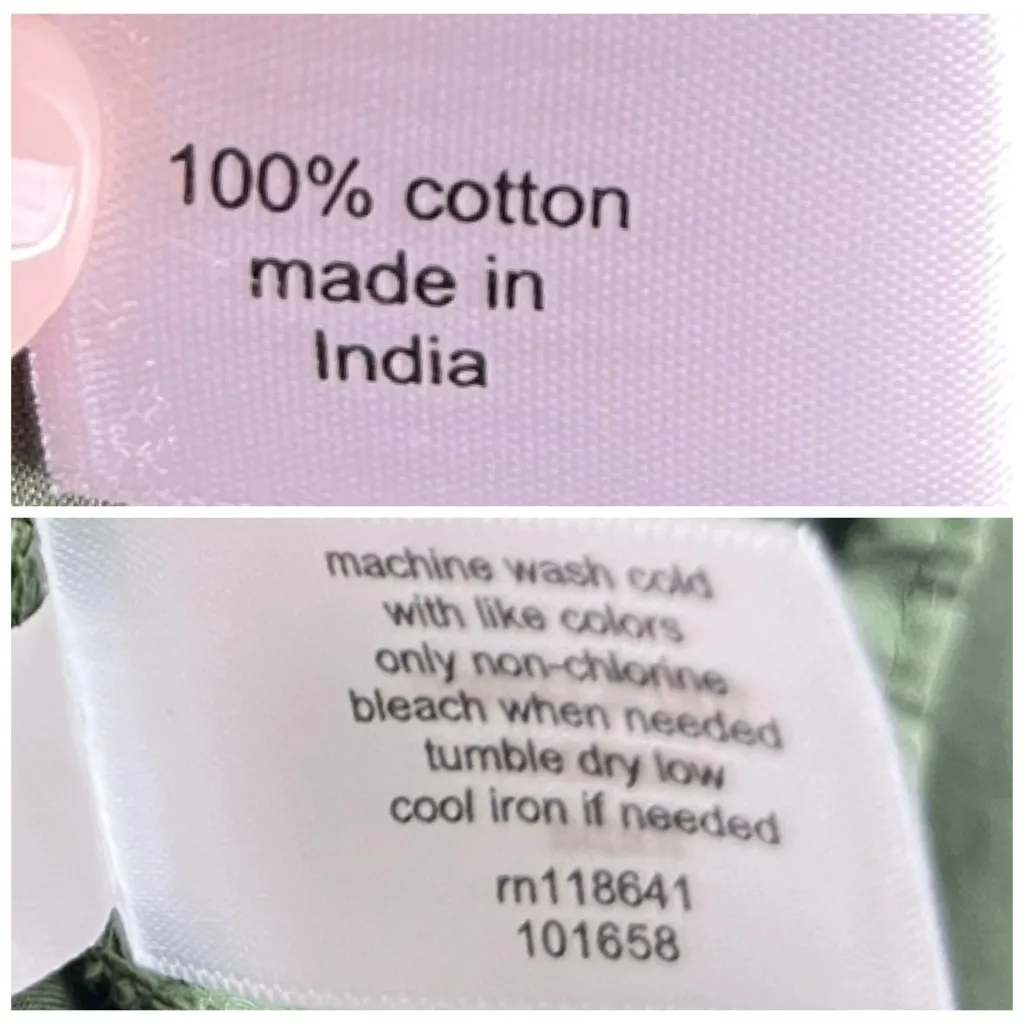 100% cotton
made in
India
machine wash cold
with like colors
only non-chlorine
bleach when needed
tumble dry low
cool iron if needed
rn118641
101658